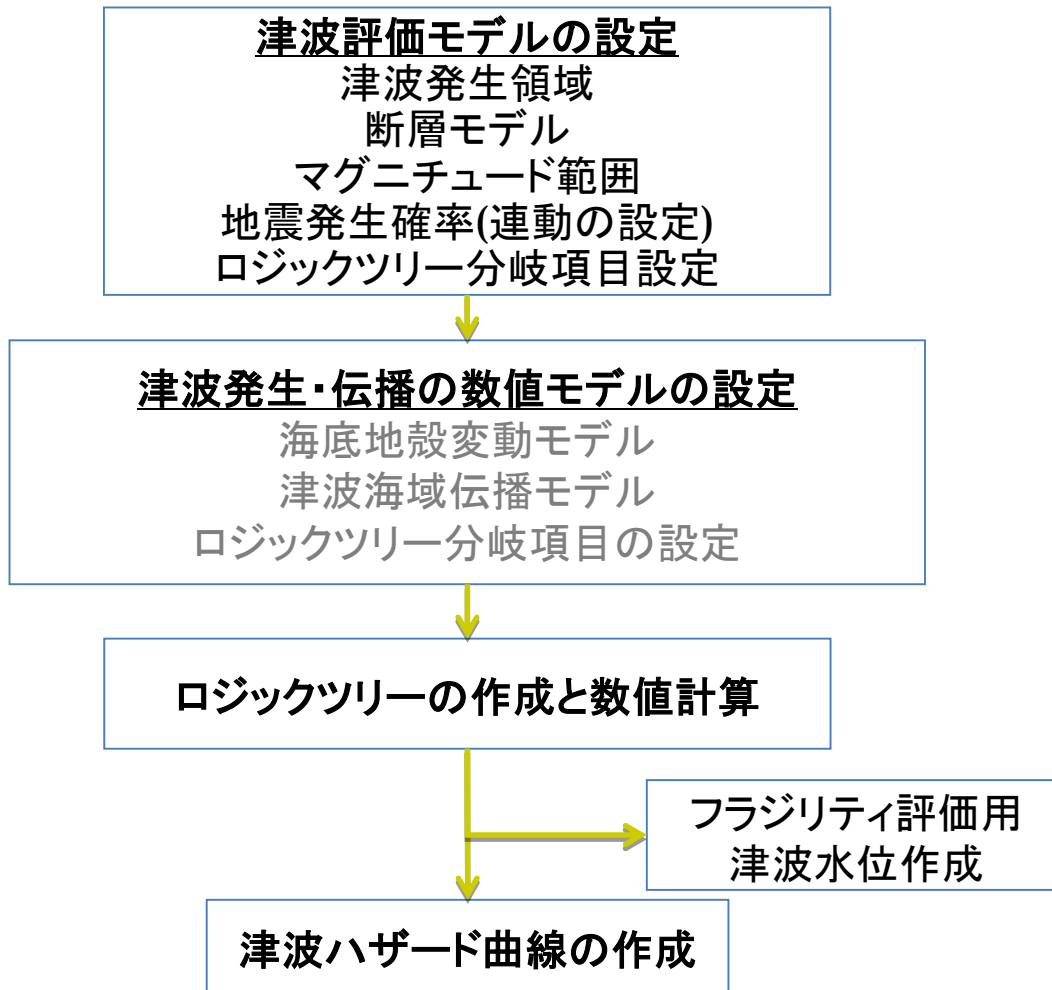 津波評価モデルの設定
津波発生領域
断層モデル
マグニチュード範囲
地震発生確率(連動の設定)
ロジックツリー分岐項目設定
津波発生・伝播の数値モデルの設定
海底地殻変動モデル
津波海域伝播モデル
ロジックツリー分岐項目の設定
ロジックツリーの作成と数値計算
フラジリティ評価用
津波水位作成
津波ハザード曲線の作成